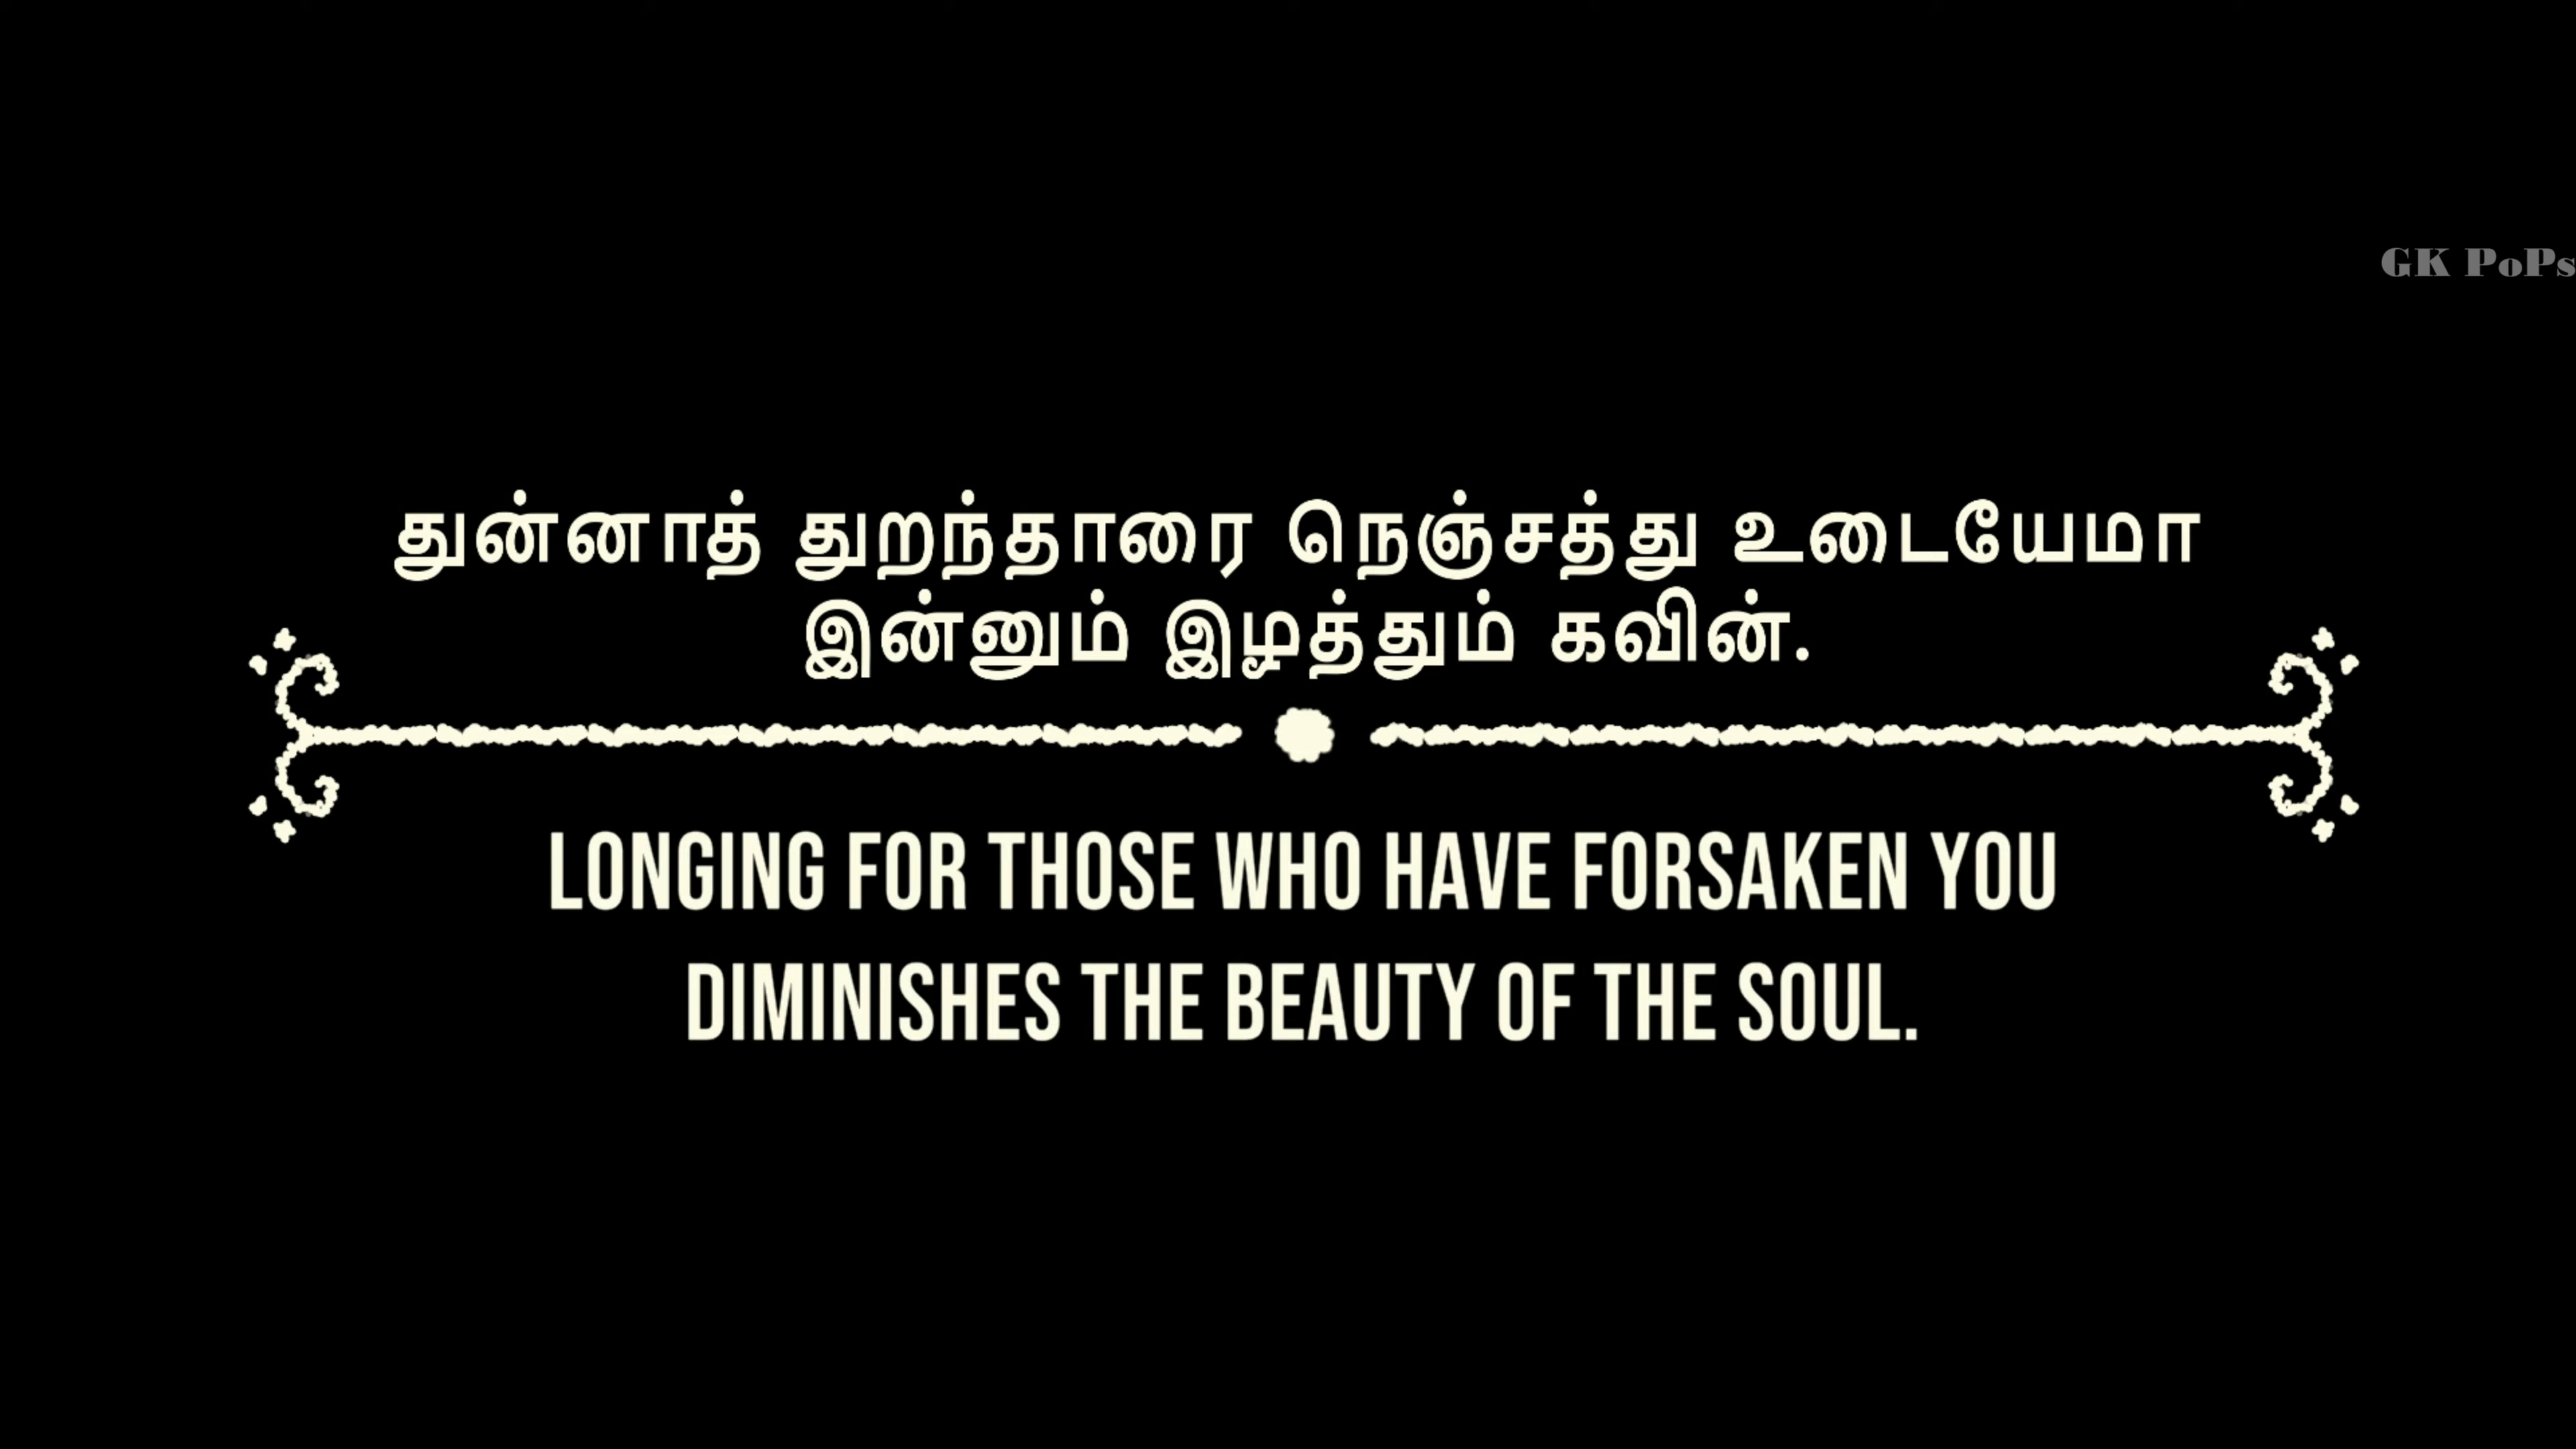 GK PoPs
துன்னாத் துறந்தாரை நெஞ்சத்து உடையேமா
இன்னும் இழத்தும் கவின்.
LONGING FOR THOSE WHO HAVE FORSAKEN YOU
DIMINISHES THE BEAUTY OF THE SOUL.